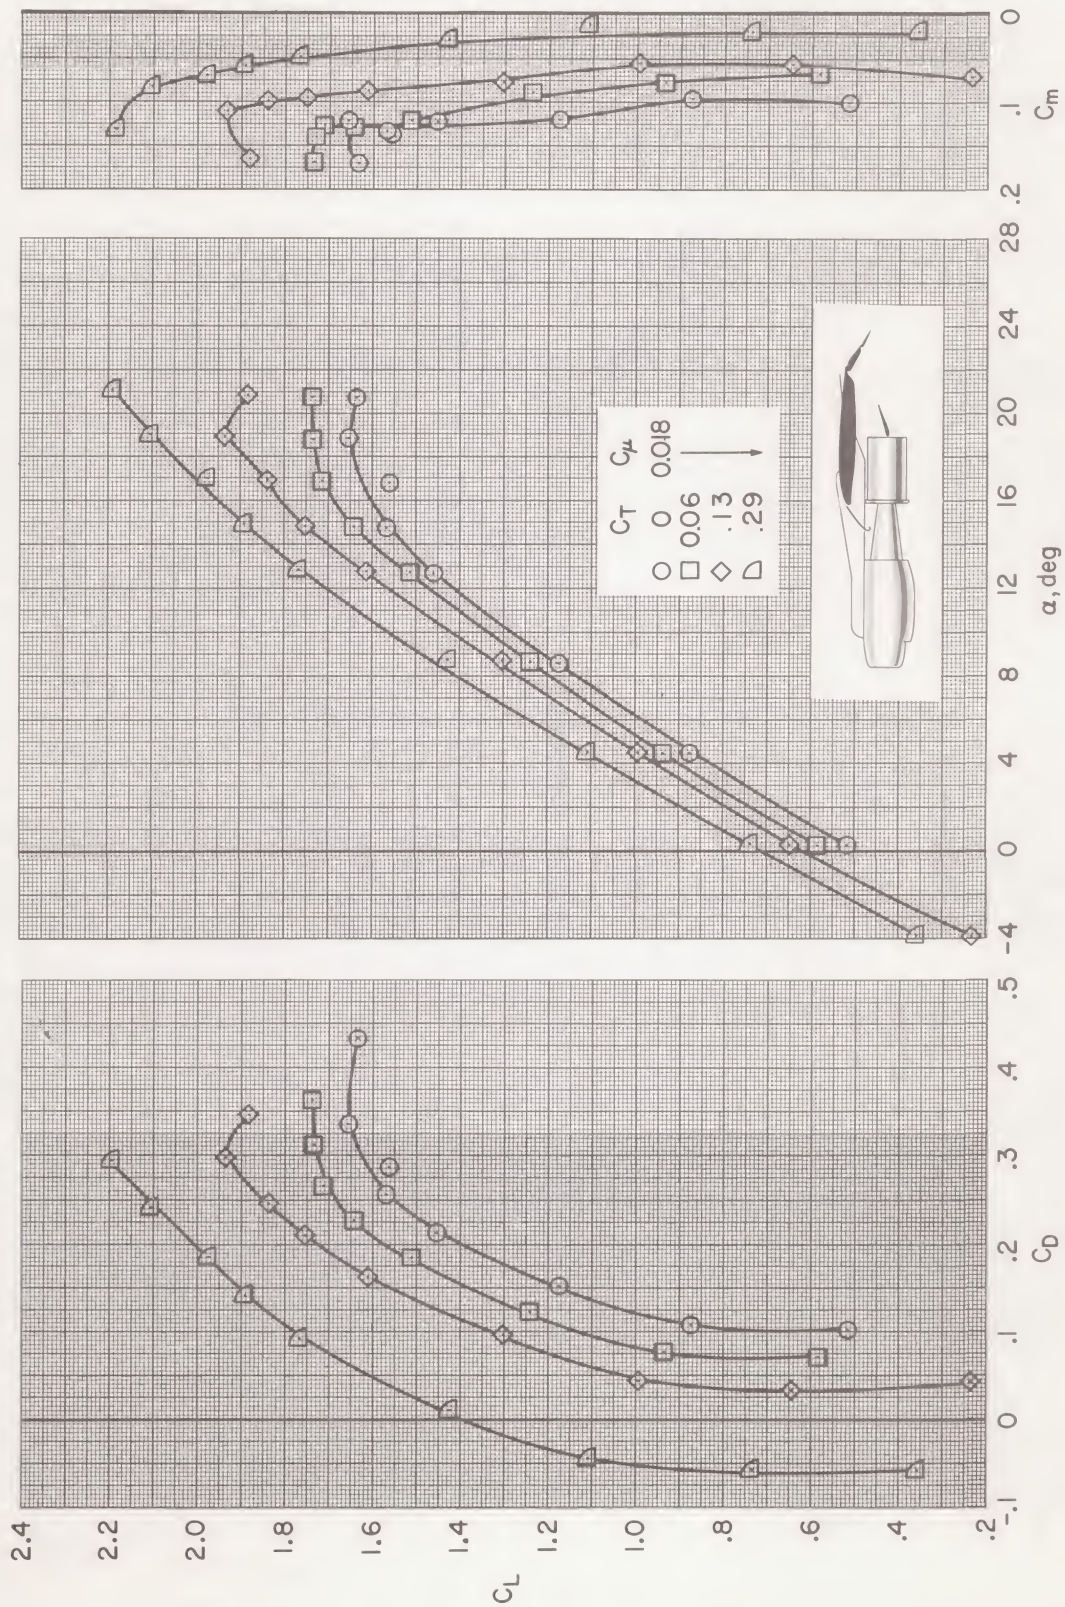 2.4
2.2
2.0
1.8
1.6
1.4
1.2
1.0
.8
.6
.4
.2
C_L
-.1 0 .1 .2 .3 .4 .5
C_D
-4 0 4 8 12 16 20 24 28
α, deg
.2 .1 0
C_m
C_T C_μ
○ 0 0.018
□ 0.06
◇ .13
⌓ .29